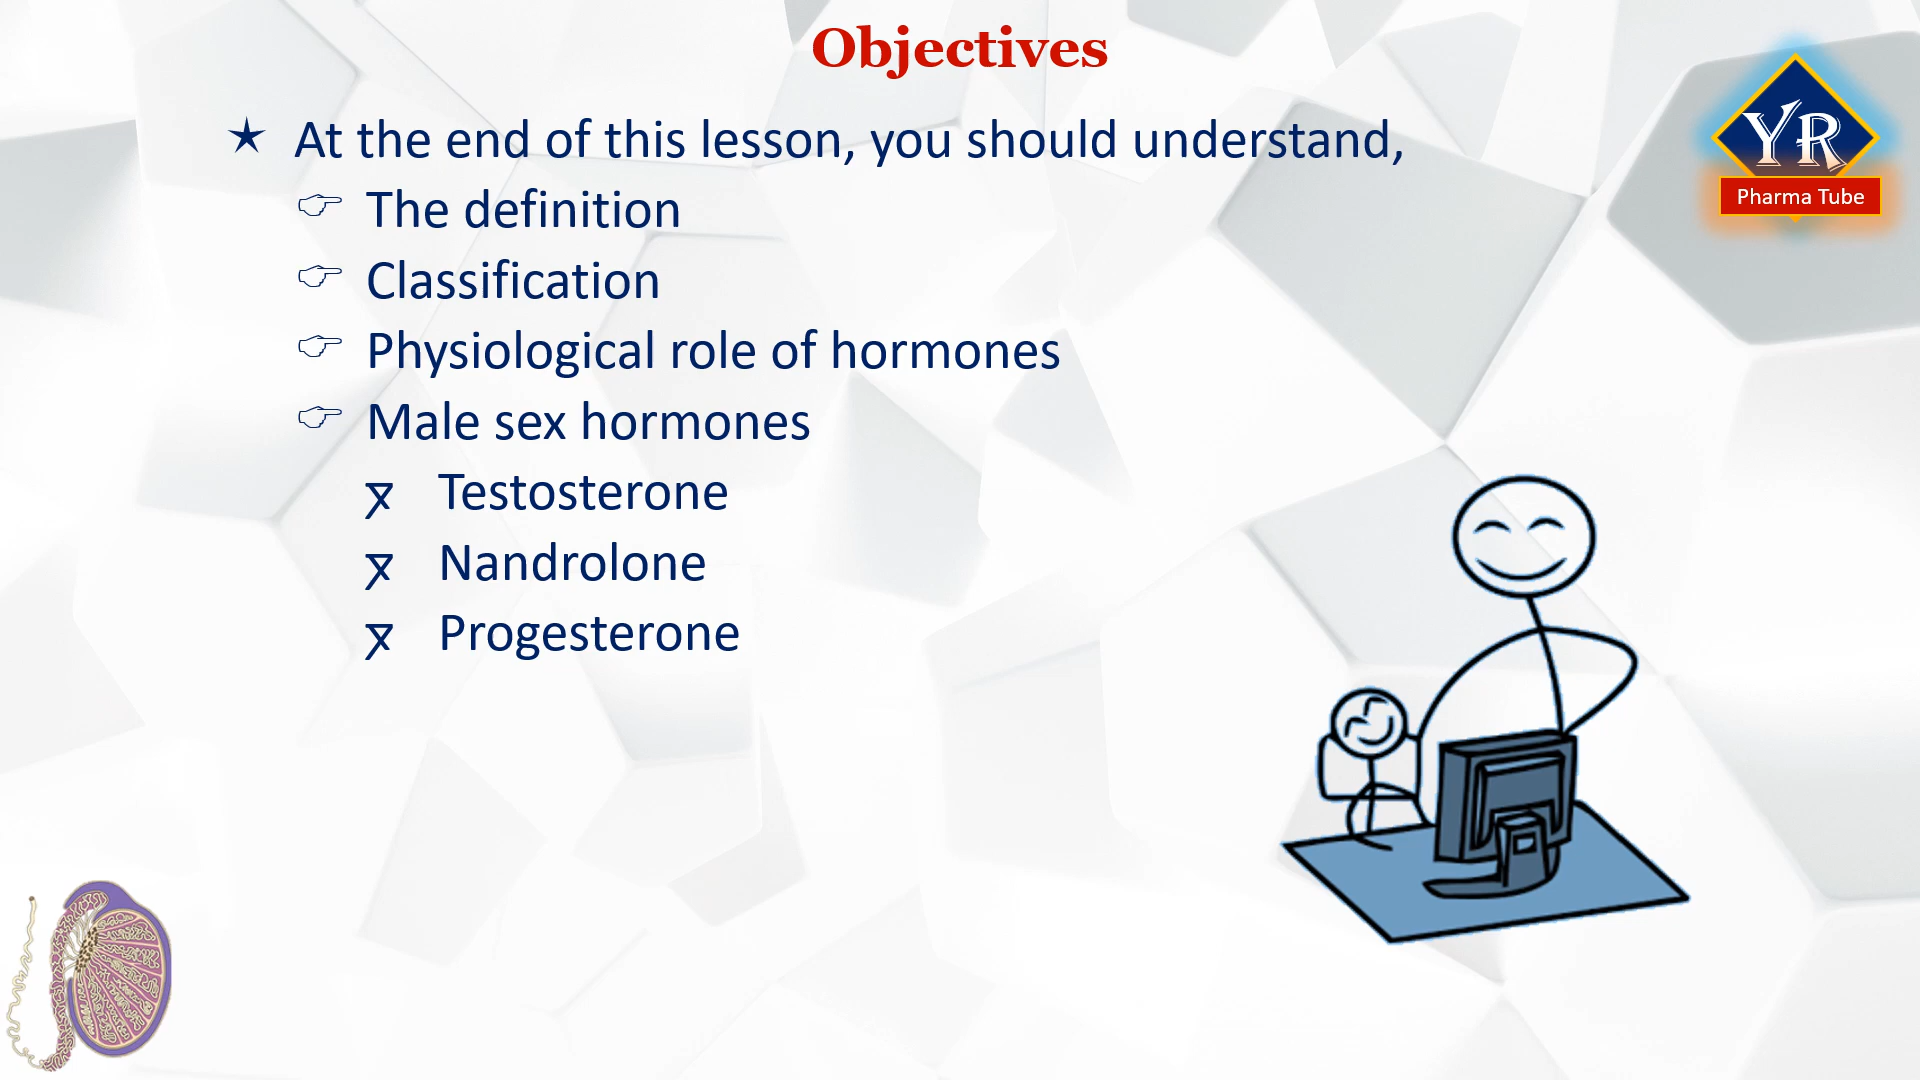 Objectives
At the end of this lesson, you should understand,
The definition
Classification
Physiological role of hormones
Male sex hormones
Testosterone
Nandrolone
Progesterone
YR
Pharma Tube